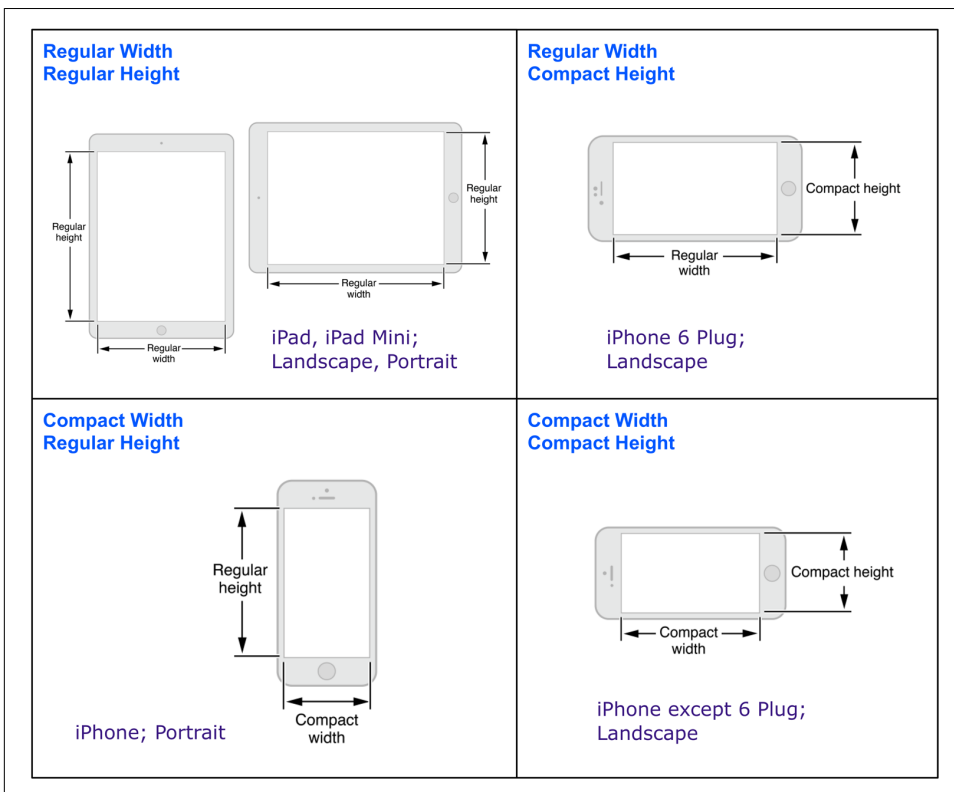 Regular Width
Regular Height
Regular
height
Regular
width
Regular
height
Regular
width
iPad, iPad Mini;
Landscape, Portrait
Regular Width
Compact Height
Compact height
Regular
width
iPhone 6 Plug;
Landscape
Compact Width
Regular Height
Regular
height
Compact
width
iPhone; Portrait
Compact Width
Compact Height
Compact height
Compact
width
iPhone except 6 Plug;
Landscape